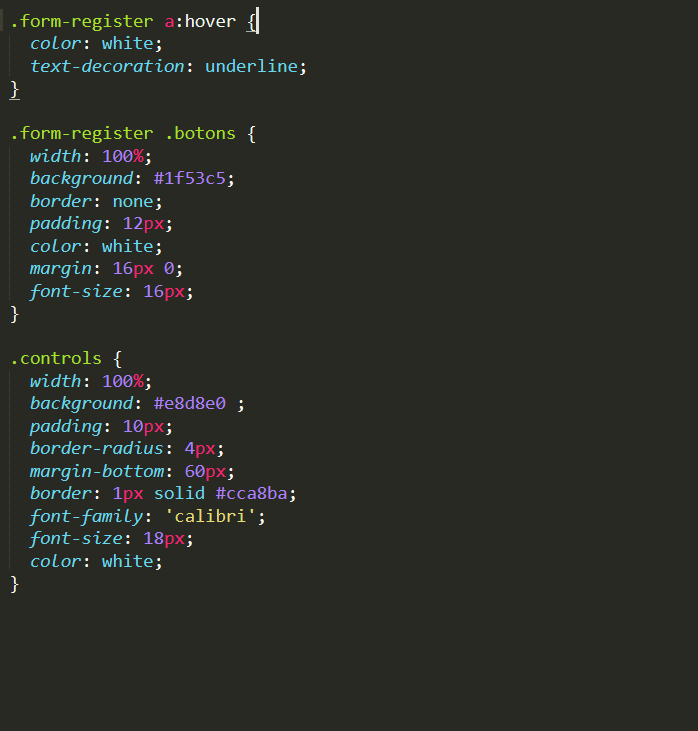 .form-register a:hover {
color: white;
text-decoration: underline;
}
.form-register .botons {
width: 100%;
background: #1f53c5;
border: none;
padding: 12px;
color: white;
margin: 16px 0;
font-size: 16px;
}
.controls {
width: 100%;
background: #e8d8e0 ;
padding: 10px;
border-radius: 4px;
margin-bottom: 60px;
border: 1px solid #cca8ba;
font-family: 'calibri';
font-size: 18px;
color: white;
}